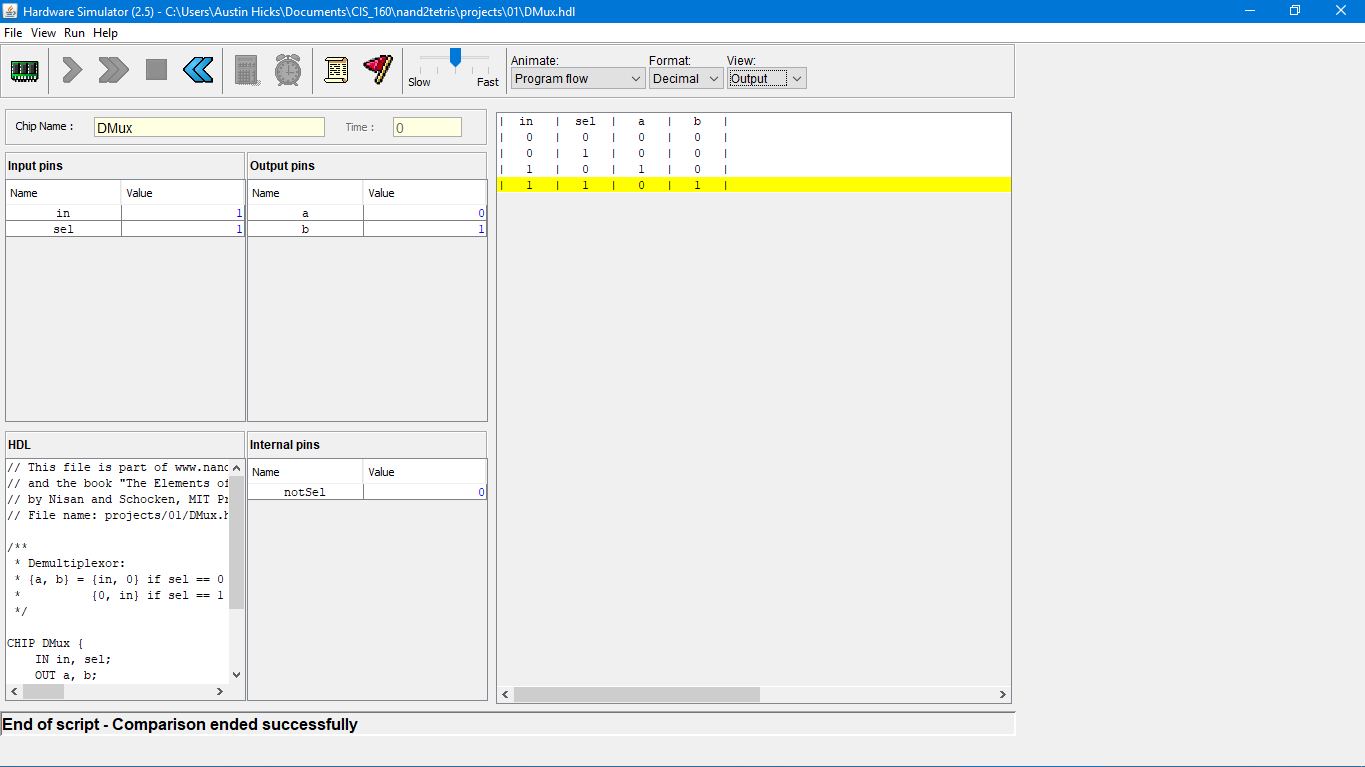 Hardware Simulator (2.5) - C:\Users\Austin Hicks\Documents\CIS_160\nand2tetris\projects\01\DMux.hdl
File View Run Help
Slow Fast
Animate: Format: View:
Program flow Decimal Output
Chip Name : DMux Time : 0
Input pins
Name Value
in 1
sel 1
Output pins
Name Value
a 0
b 1
| in | sel | a | b |
| 0 | 0 | 0 | 0 |
| 0 | 1 | 0 | 0 |
| 1 | 0 | 1 | 0 |
| 1 | 1 | 0 | 1 |
HDL
// This file is part of www.nand
// and the book "The Elements of
// by Nisan and Schocken, MIT Pr
// File name: projects/01/DMux.h
/**
* Demultiplexor:
* {a, b} = {in, 0} if sel == 0
* {0, in} if sel == 1
*/
CHIP DMux {
IN in, sel;
OUT a, b;
Internal pins
Name Value
notSel 0
End of script - Comparison ended successfully